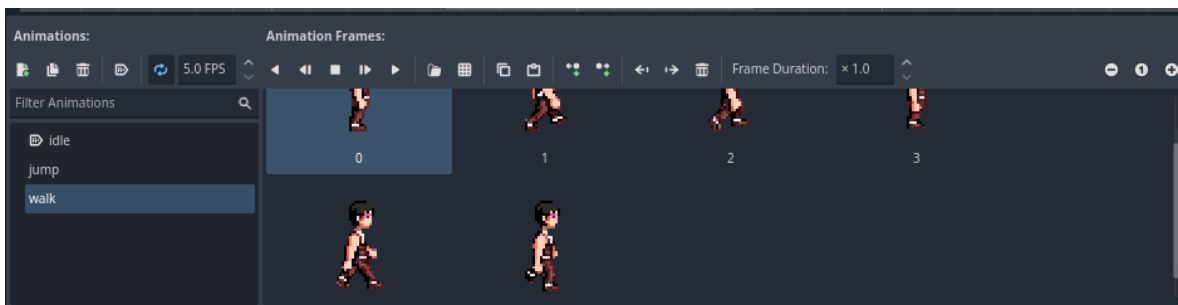 Animations:
Animation Frames:
5.0 FPS
Frame Duration: × 1.0
Filter Animations
idle
jump
walk
0
1
2
3